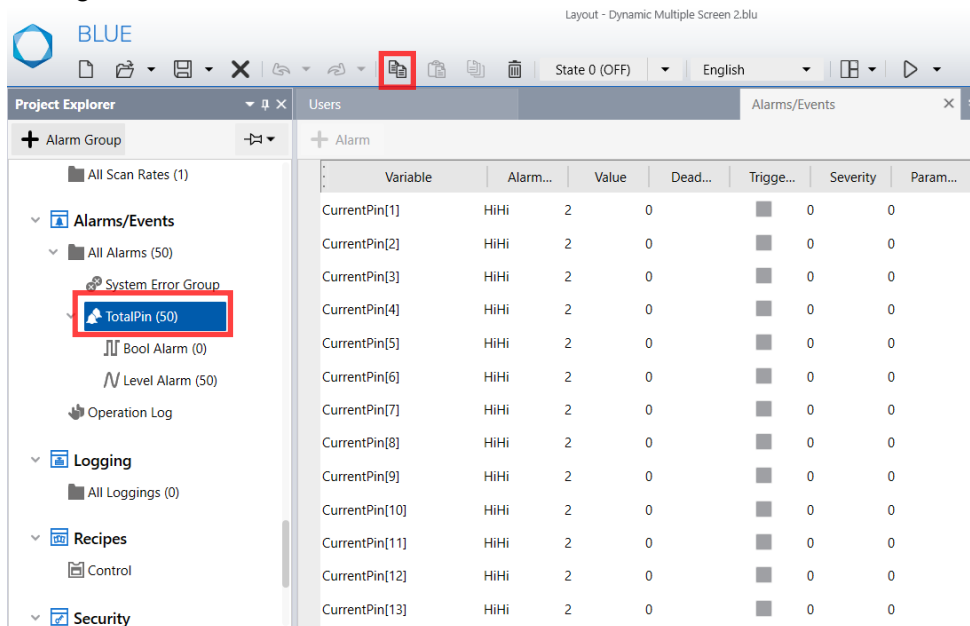 Layout - Dynamic Multiple Screen 2.blu
BLUE
State 0 (OFF) English
Project Explorer
Users Alarms/Events
Alarm Group
Alarm
All Scan Rates (1)
Alarms/Events
All Alarms (50)
System Error Group
TotalPin (50)
Bool Alarm (0)
Level Alarm (50)
Operation Log
Logging
All Loggings (0)
Recipes
Control
Security
Variable Alarm... Value Dead... Trigge... Severity Param...
CurrentPin[1] HiHi 2 0 0 0
CurrentPin[2] HiHi 2 0 0 0
CurrentPin[3] HiHi 2 0 0 0
CurrentPin[4] HiHi 2 0 0 0
CurrentPin[5] HiHi 2 0 0 0
CurrentPin[6] HiHi 2 0 0 0
CurrentPin[7] HiHi 2 0 0 0
CurrentPin[8] HiHi 2 0 0 0
CurrentPin[9] HiHi 2 0 0 0
CurrentPin[10] HiHi 2 0 0 0
CurrentPin[11] HiHi 2 0 0 0
CurrentPin[12] HiHi 2 0 0 0
CurrentPin[13] HiHi 2 0 0 0